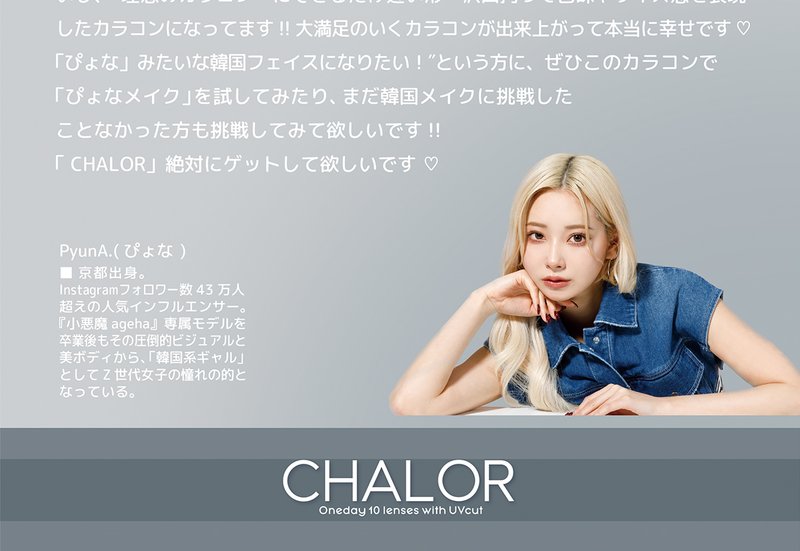 したカラコンになってます!!大満足のいくカラコンが出来上がって本当に幸せです♡
「ぴょな」みたいな韓国フェイスになりたい！”という方に、ぜひこのカラコンで
「ぴょなメイク」を試してみたり、まだ韓国メイクに挑戦した
ことなかった方も挑戦してみて欲しいです!!
「 CHALOR」絶対にゲットして欲しいです ♡
PyunA.( ぴょな )
■ 京都出身。
Instagramフォロワー数 43 万人
超えの人気インフルエンサー。
『小悪魔 ageha』専属モデルを
卒業後もその圧倒的ビジュアルと
美ボディから、「韓国系ギャル」
として Z 世代女子の憧れの的と
なっている。
CHALOR
Oneday 10 lenses with UVcut